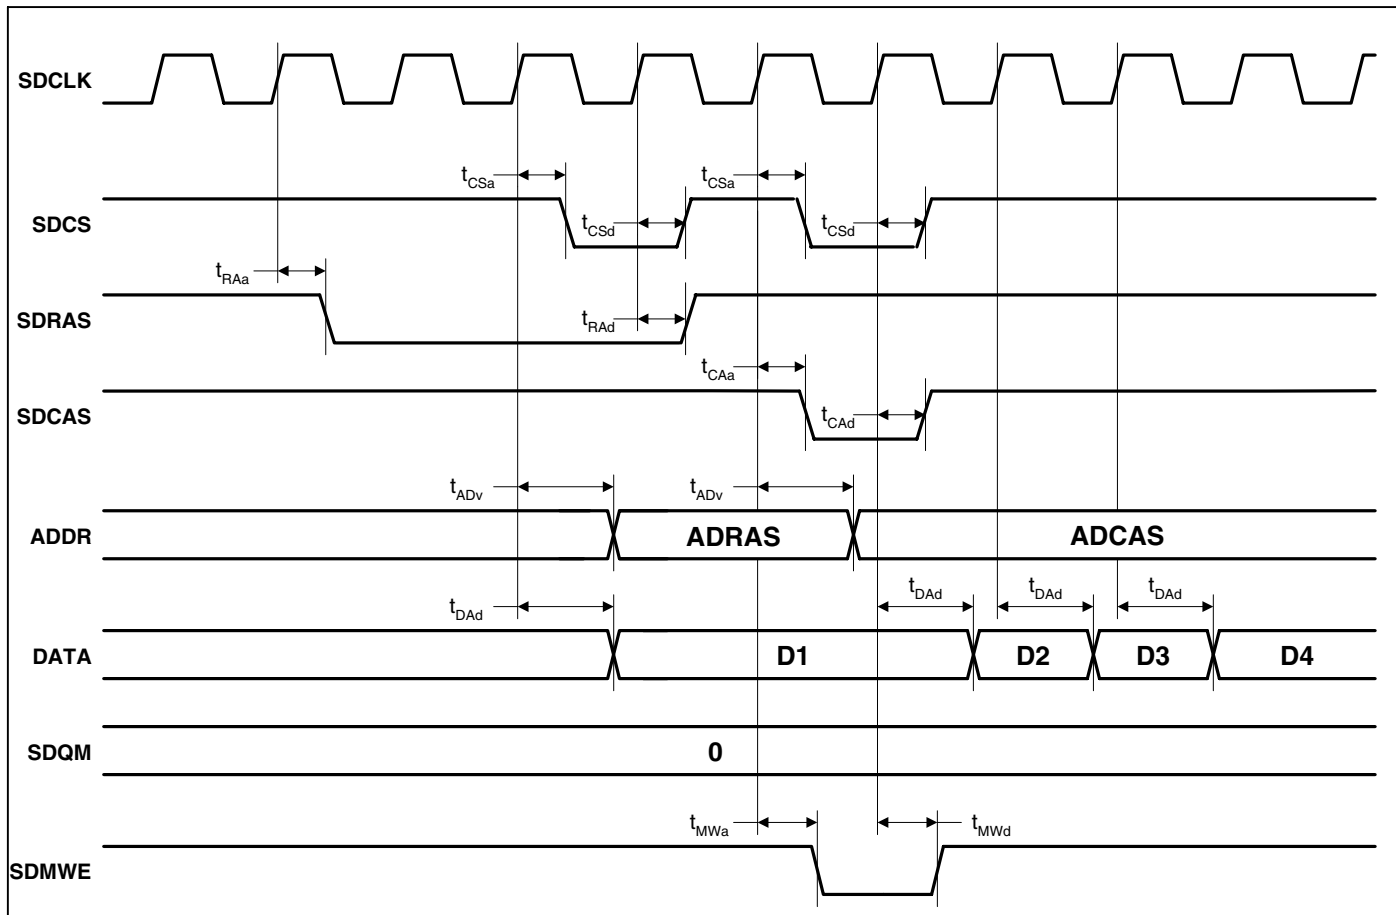 SDCLK
tCSa tCSa
SDCS tCSd tCSd
tRAa
SDRAS tRAd
tCAa
SDCAS tCAd
tADv tADv
ADDR ADRAS ADCAS
tDAd tDAd tDAd tDAd
DATA D1 D2 D3 D4
SDQM 0
tMWa tMWd
SDMWE